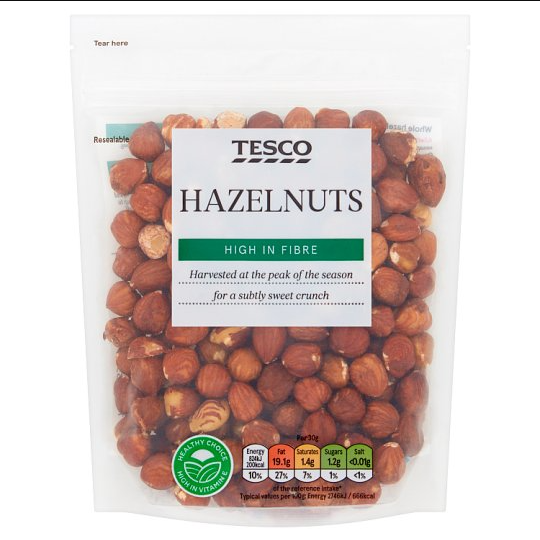 Tear here
Resealable
TESCO
HAZELNUTS
HIGH IN FIBRE
Harvested at the peak of the season
for a subtly sweet crunch
HEALTHY CHOICE
HIGH IN VITAMIN E
Per 30g
Energy Fat Saturates Sugars Salt
824kJ 19.1g 1.4g 1.2g <0.01g
200kcal
10% 27% 7% 1% <1%
of the reference intake*
Typical values per 100g: Energy 2746kJ / 666kcal